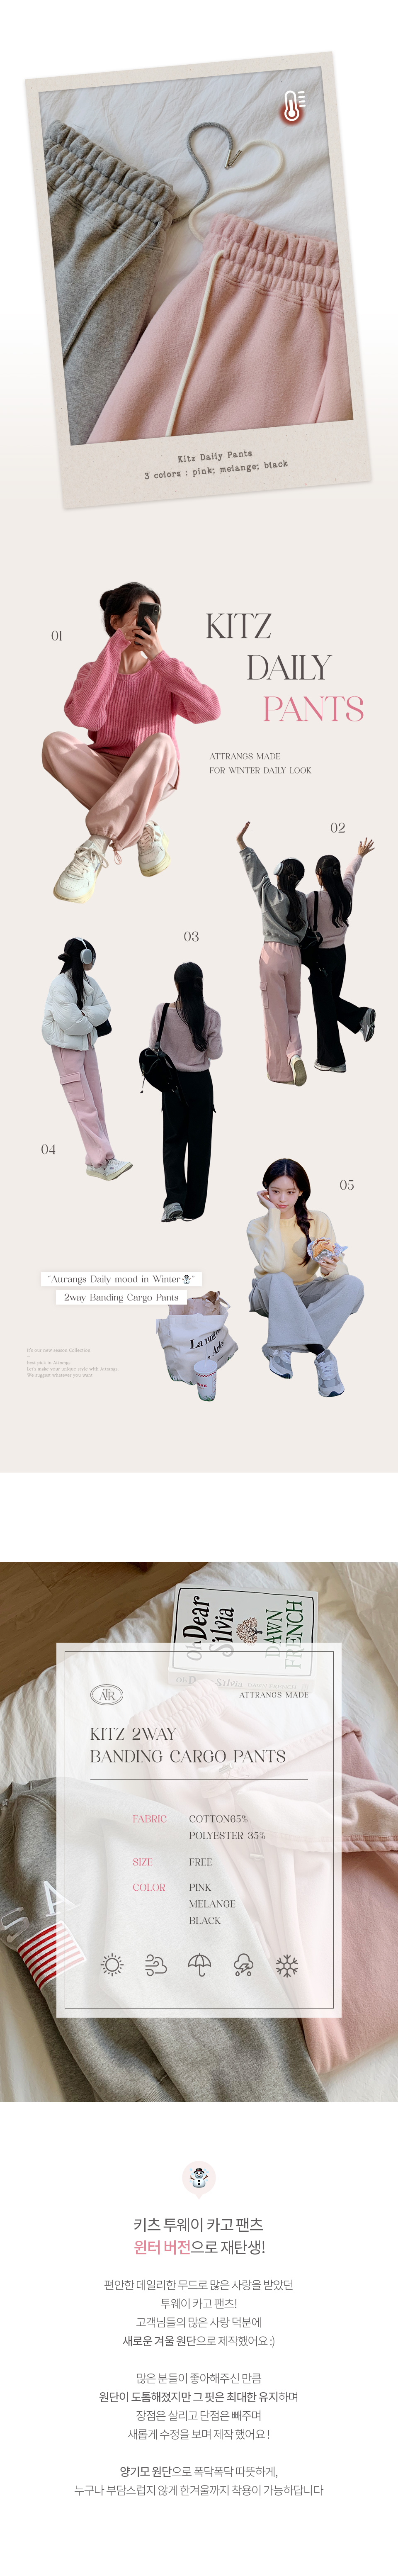 Kitz Daily Pants
3 colors : pink; melange; black
01
KITZ
DAILY
PANTS
ATTRANGS MADE
FOR WINTER DAILY LOOK
02
03
04
05
"Attrangs Daily mood in Winter⛄"
2way Banding Cargo Pants
It's our new season Collection
best pick in Attrangs
Let's make your unique style with Attrangs
We suggest whatever you want
Oh Dear
Silvia
DAWN
FRENCH
ATR
ATTRANGS MADE
KITZ 2WAY
BANDING CARGO PANTS
FABRIC COTTON65%
POLYESTER 35%
SIZE FREE
COLOR PINK
MELANGE
BLACK
키츠 투웨이 카고 팬츠
윈터 버전으로 재탄생!
편안한 데일리한 무드로 많은 사랑을 받았던
투웨이 카고 팬츠!
고객님들의 많은 사랑 덕분에
새로운 겨울 원단으로 제작했어요 :)
많은 분들이 좋아해주신 만큼
원단이 도톰해졌지만 그 핏은 최대한 유지하며
장점은 살리고 단점은 빼주며
새롭게 수정을 보며 제작 했어요 !
양기모 원단으로 폭닥폭닥 따뜻하게,
누구나 부담스럽지 않게 한겨울까지 착용이 가능하답니다